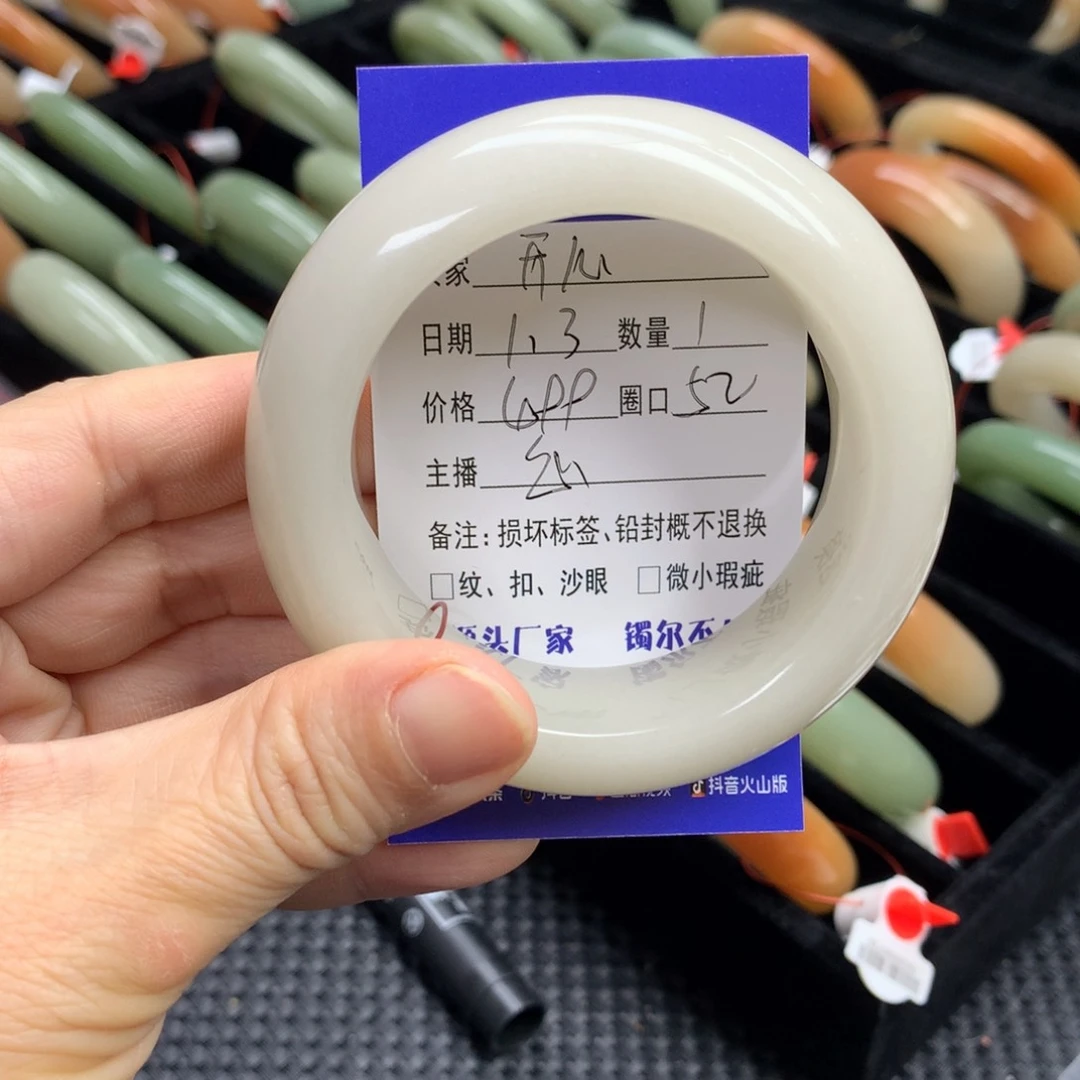 家 开心
日期 1.3 数量 1
价格 699 圈口 52
主播
备注:损坏标签、铅封概不退换
□纹、扣、沙眼 □微小瑕疵
头厂家 镯尔不
抖音火山版